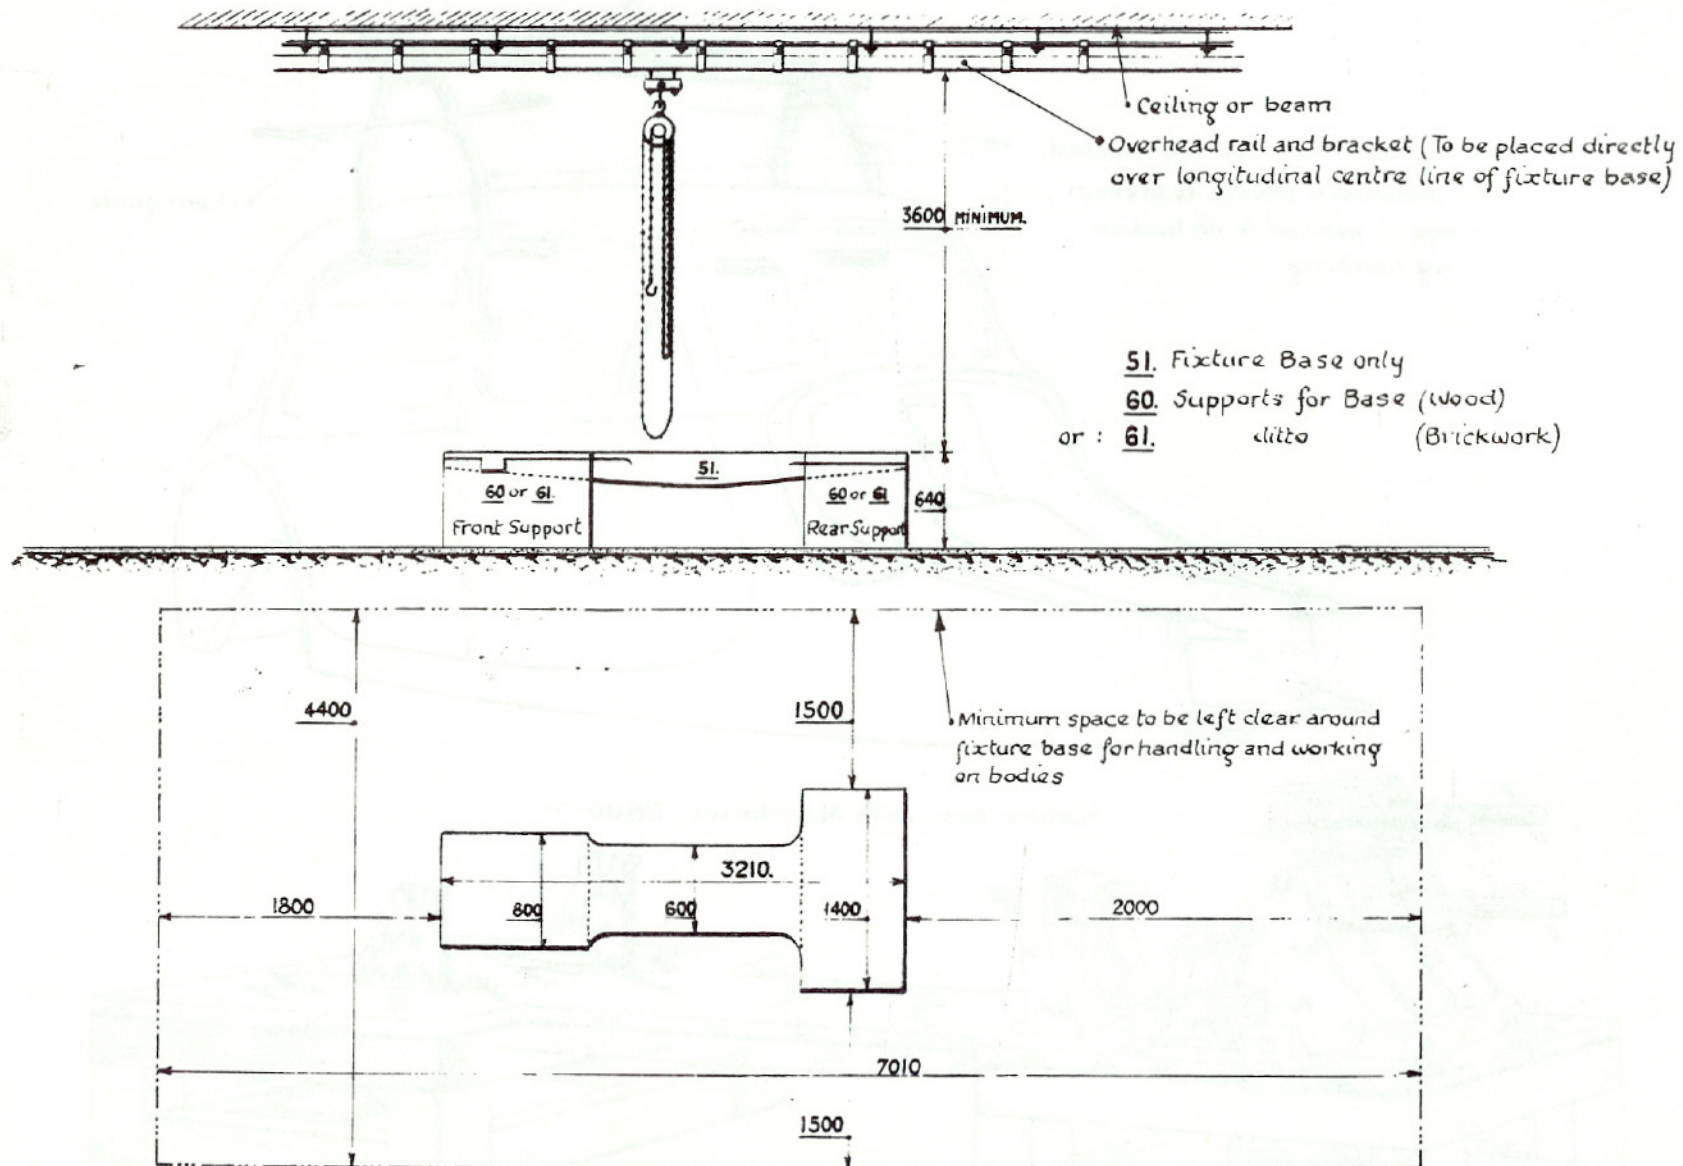 Ceiling or beam
Overhead rail and bracket (To be placed directly
over longitudinal centre line of fixture base)
3600 MINIMUM.
51. Fixture Base only
60. Supports for Base (Wood)
or : 61. ditto (Brickwork)
51.
60 or 61.
Front Support
60 or 61
Rear Support
640
4400
1500
Minimum space to be left clear around
fixture base for handling and working
on bodies
3210.
1800
800
600
1400
2000
7010
1500